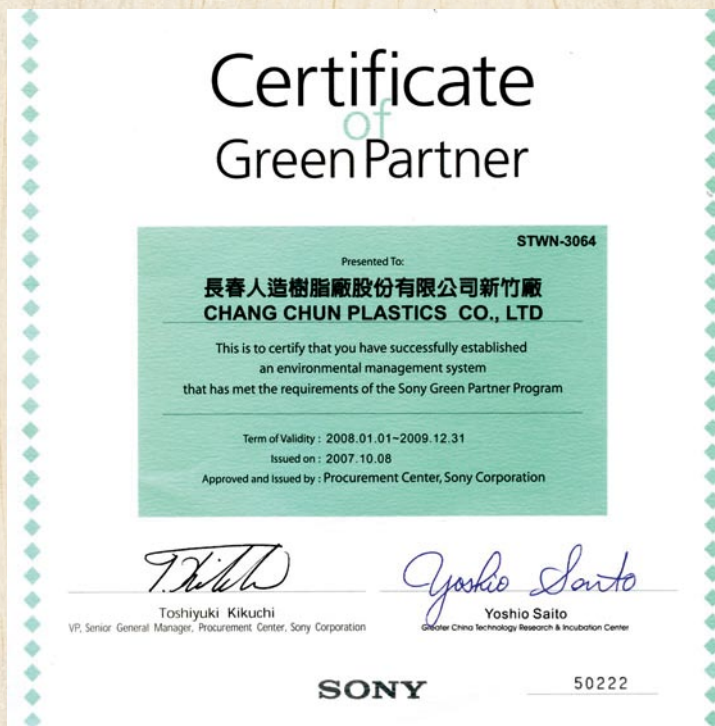 Certificate
of
Green Partner
STWN-3064
Presented To:
長春人造樹脂廠股份有限公司新竹廠
CHANG CHUN PLASTICS CO., LTD
This is to certify that you have successfully established
an environmental management system
that has met the requirements of the Sony Green Partner Program
Term of Validity : 2008.01.01~2009.12.31
Issued on : 2007.10.08
Approved and Issued by : Procurement Center, Sony Corporation
T. Kikuchi
Yoshio Saito
Toshiyuki Kikuchi
Yoshio Saito
VP, Senior General Manager, Procurement Center, Sony Corporation
Greater China Technology Research & Incubation Center
SONY
50222